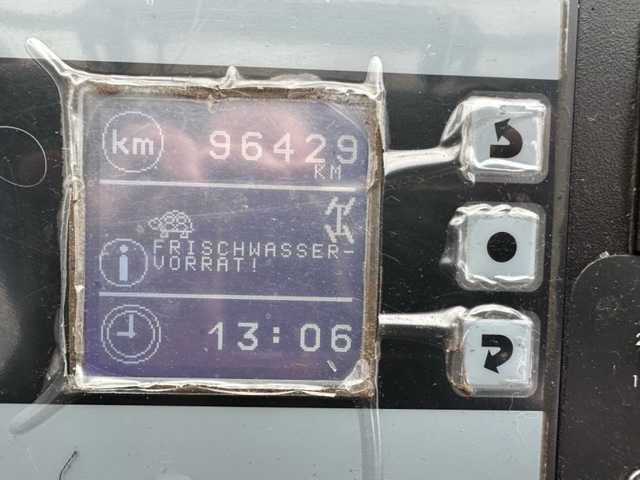 km 96429
KM
FRISCHWASSER-
VORRAT!
13:06